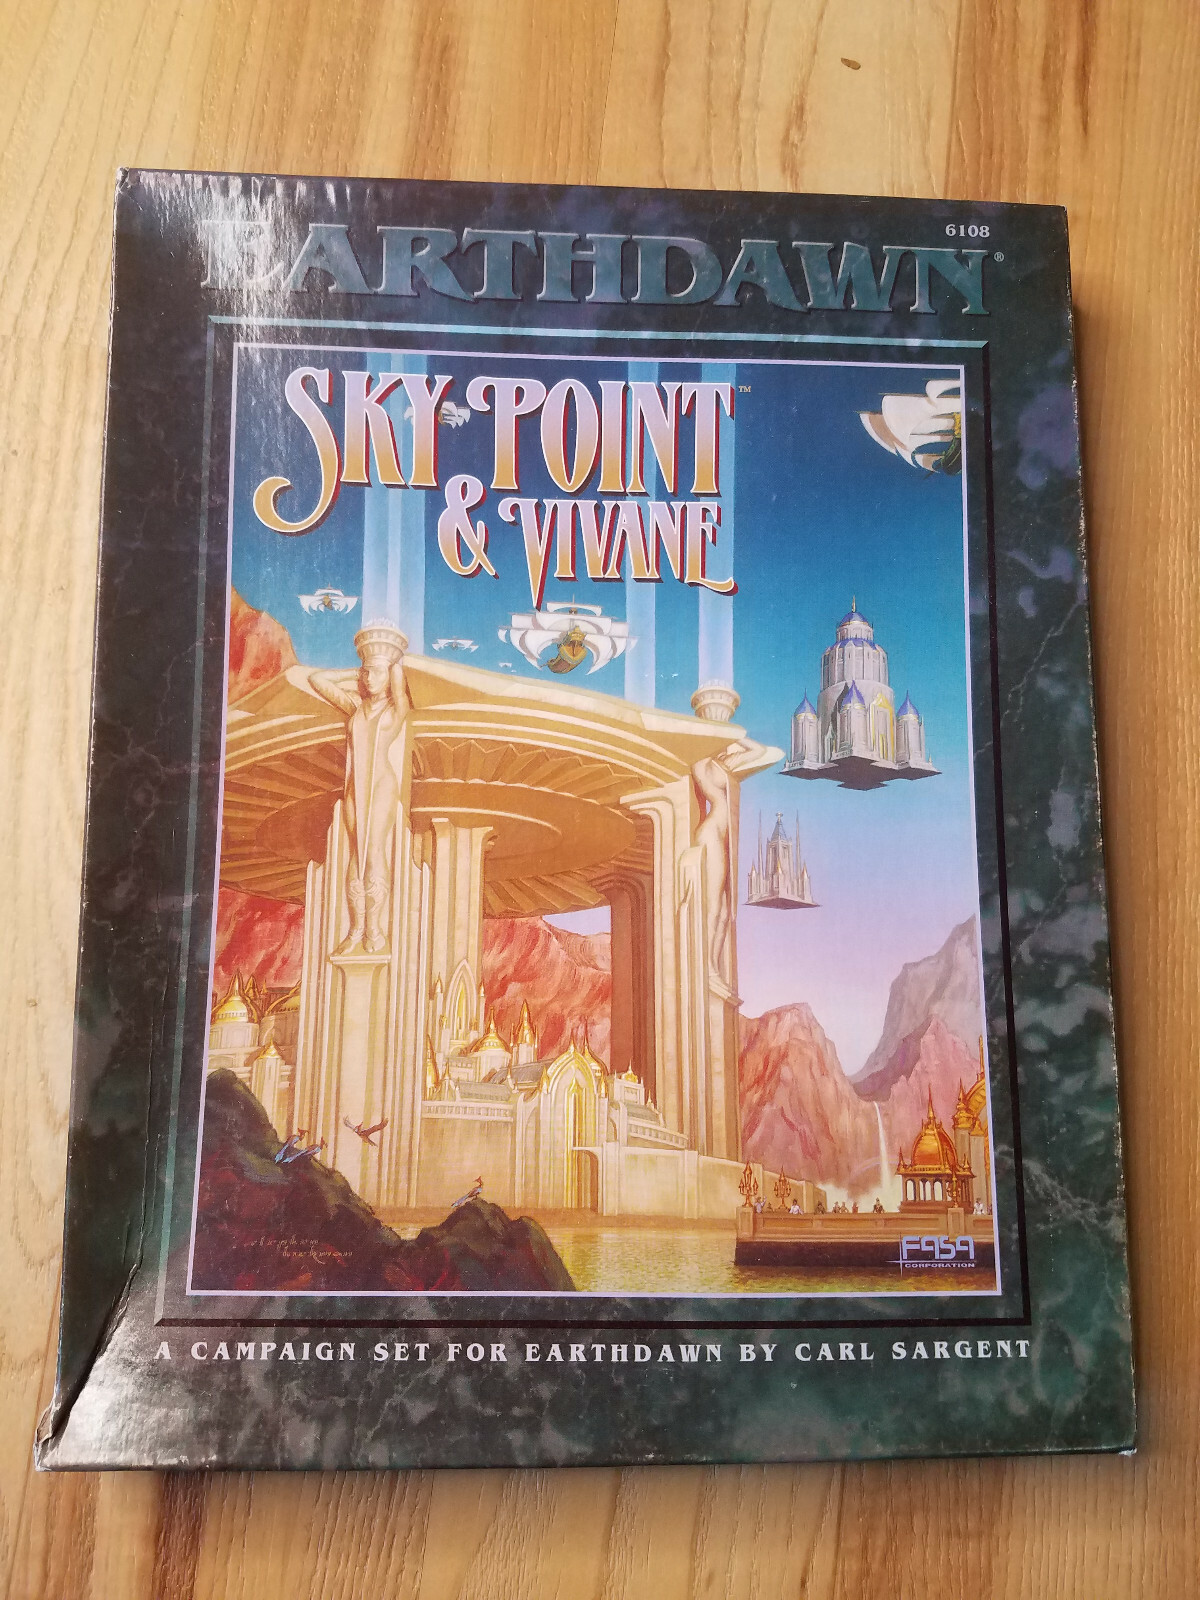 6108
EARTHDAWN®
SKY POINT™
& VIVANE
FASA
CORPORATION
A CAMPAIGN SET FOR EARTHDAWN BY CARL SARGENT